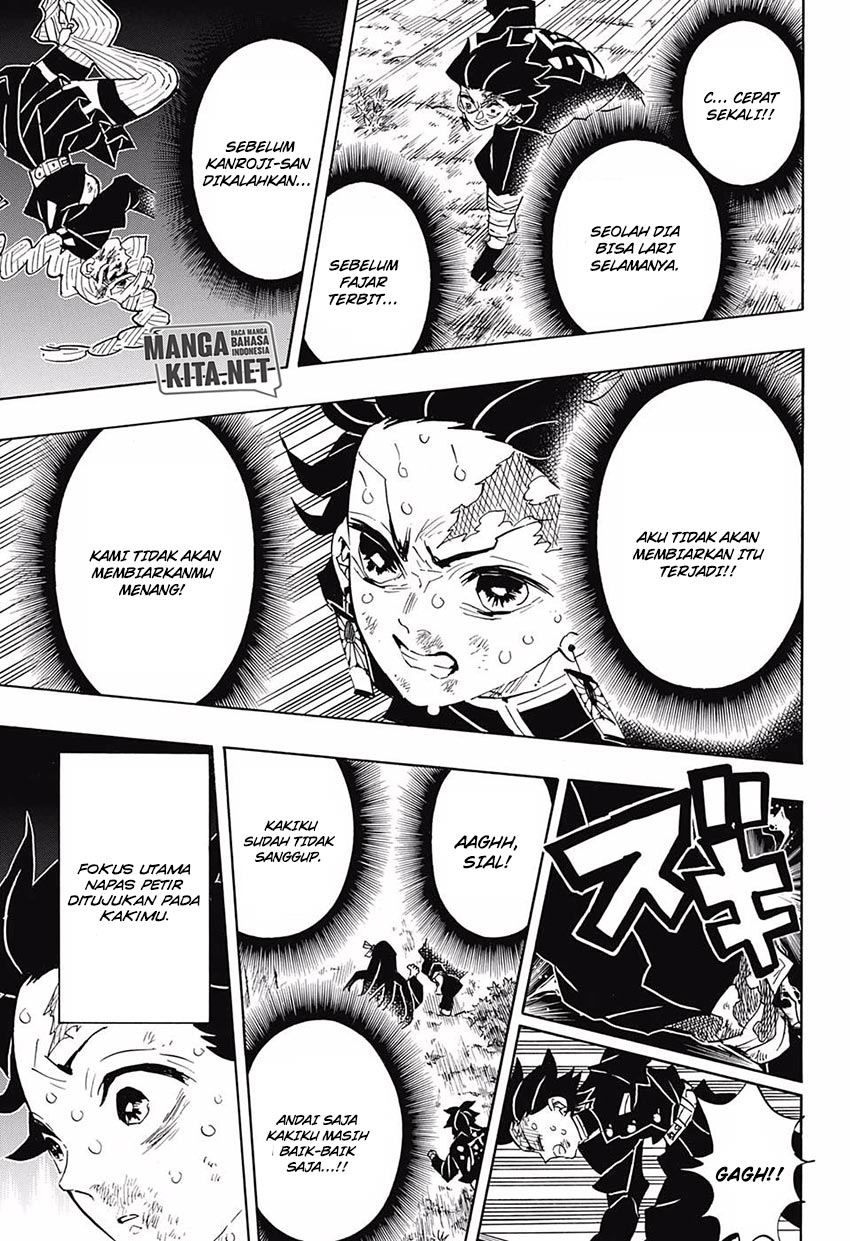 C... CEPAT
SEKALI!!
SEOLAH DIA
BISA LARI
SELAMANYA.
SEBELUM
FAJAR
TERBIT...
SEBELUM
KANROJI-SAN
DIKALAHKAN...
MANGA
KITA.NET
BACA MANGA
BAHASA
INDONESIA
AKU TIDAK AKAN
MEMBIARKAN ITU
TERJADI!!
KAMI TIDAK AKAN
MEMBIARKANMU
MENANG!
ズキ
GAGH!!
AAGHH,
SIAL!
KAKIKU
SUDAH TIDAK
SANGGUP.
ANDAI SAJA
KAKIKU MASIH
BAIK-BAIK
SAJA...!!
FOKUS UTAMA
NAPAS PETIR
DITUJUKAN PADA
KAKIMU.